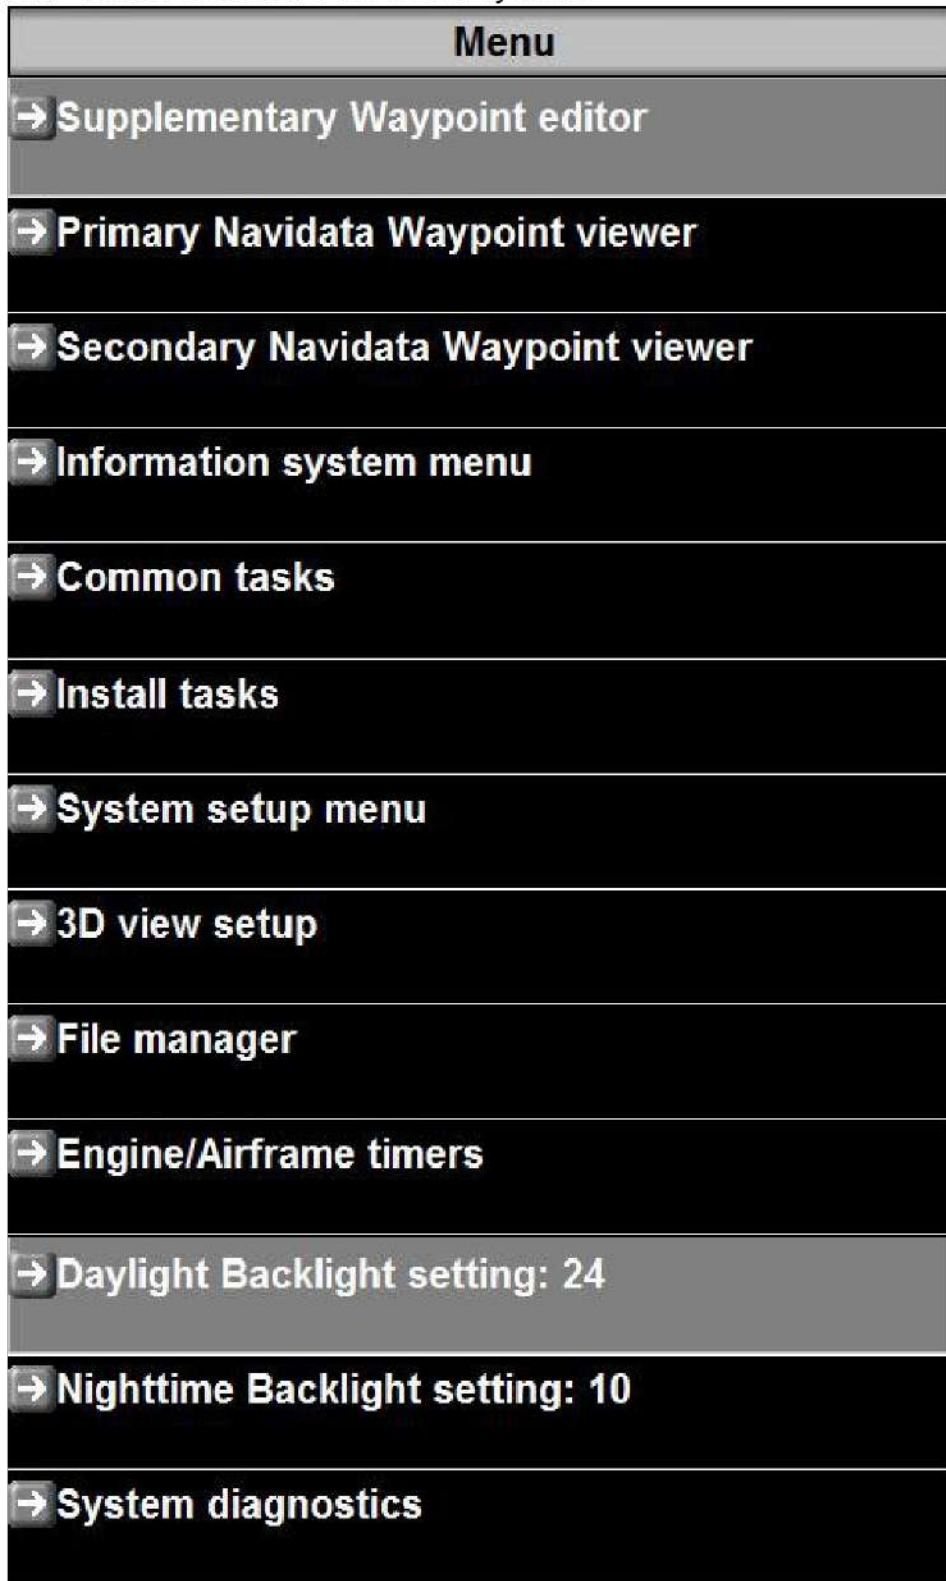 Menu
Supplementary Waypoint editor
Primary Navidata Waypoint viewer
Secondary Navidata Waypoint viewer
Information system menu
Common tasks
Install tasks
System setup menu
3D view setup
File manager
Engine/Airframe timers
Daylight Backlight setting: 24
Nighttime Backlight setting: 10
System diagnostics